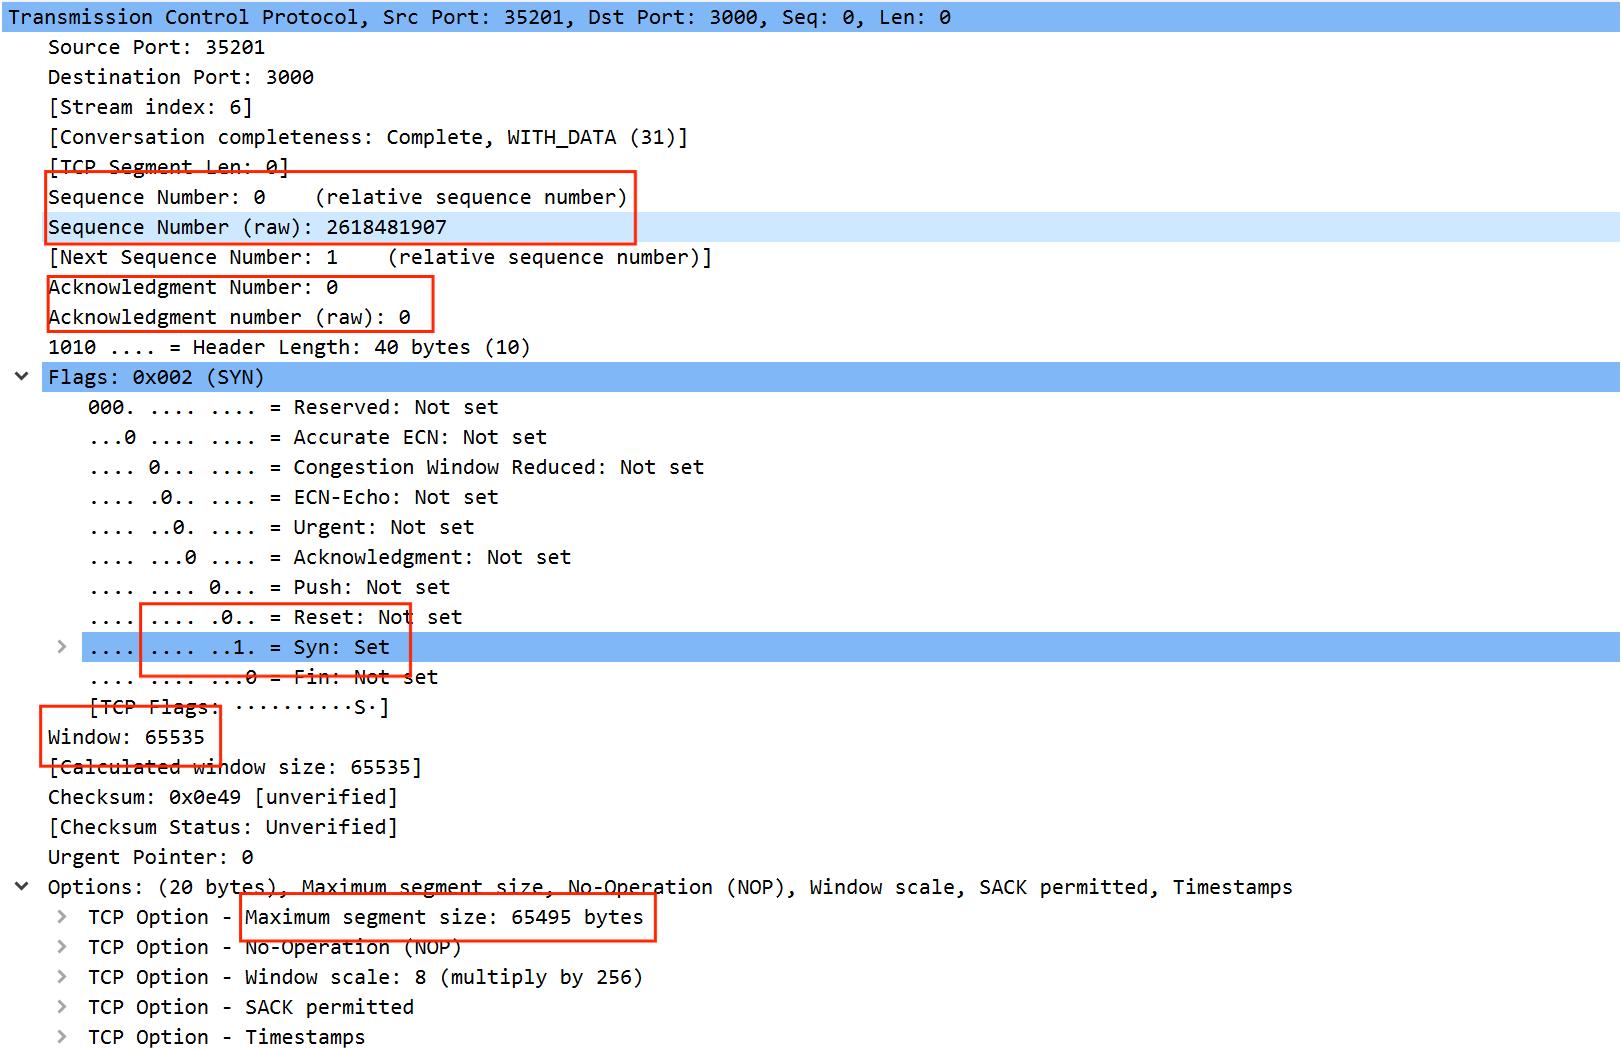 Transmission Control Protocol, Src Port: 35201, Dst Port: 3000, Seq: 0, Len: 0
Source Port: 35201
Destination Port: 3000
[Stream index: 6]
[Conversation completeness: Complete, WITH_DATA (31)]
[TCP Segment Len: 0]
Sequence Number: 0    (relative sequence number)
Sequence Number (raw): 2618481907
[Next Sequence Number: 1    (relative sequence number)]
Acknowledgment Number: 0
Acknowledgment number (raw): 0
1010 .... = Header Length: 40 bytes (10)
Flags: 0x002 (SYN)
000. .... .... = Reserved: Not set
...0 .... .... = Accurate ECN: Not set
.... 0... .... = Congestion Window Reduced: Not set
.... .0.. .... = ECN-Echo: Not set
.... ..0. .... = Urgent: Not set
.... ...0 .... = Acknowledgment: Not set
.... .... 0... = Push: Not set
.... .... .0.. = Reset: Not set
.... .... ..1. = Syn: Set
.... .... ...0 = Fin: Not set
[TCP Flags: ··········S·]
Window: 65535
[Calculated window size: 65535]
Checksum: 0x0e49 [unverified]
[Checksum Status: Unverified]
Urgent Pointer: 0
Options: (20 bytes), Maximum segment size, No-Operation (NOP), Window scale, SACK permitted, Timestamps
TCP Option - Maximum segment size: 65495 bytes
TCP Option - No-Operation (NOP)
TCP Option - Window scale: 8 (multiply by 256)
TCP Option - SACK permitted
TCP Option - Timestamps